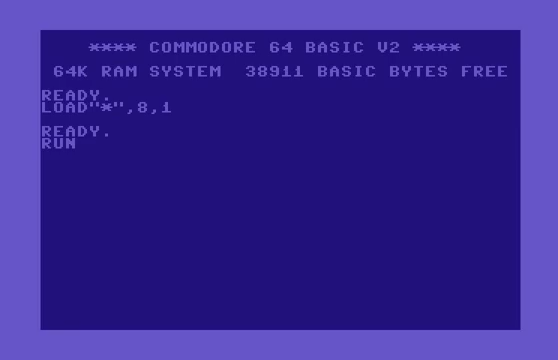 **** COMMODORE 64 BASIC V2 ****
64K RAM SYSTEM  38911 BASIC BYTES FREE
READY.
LOAD"*",8,1
READY.
RUN